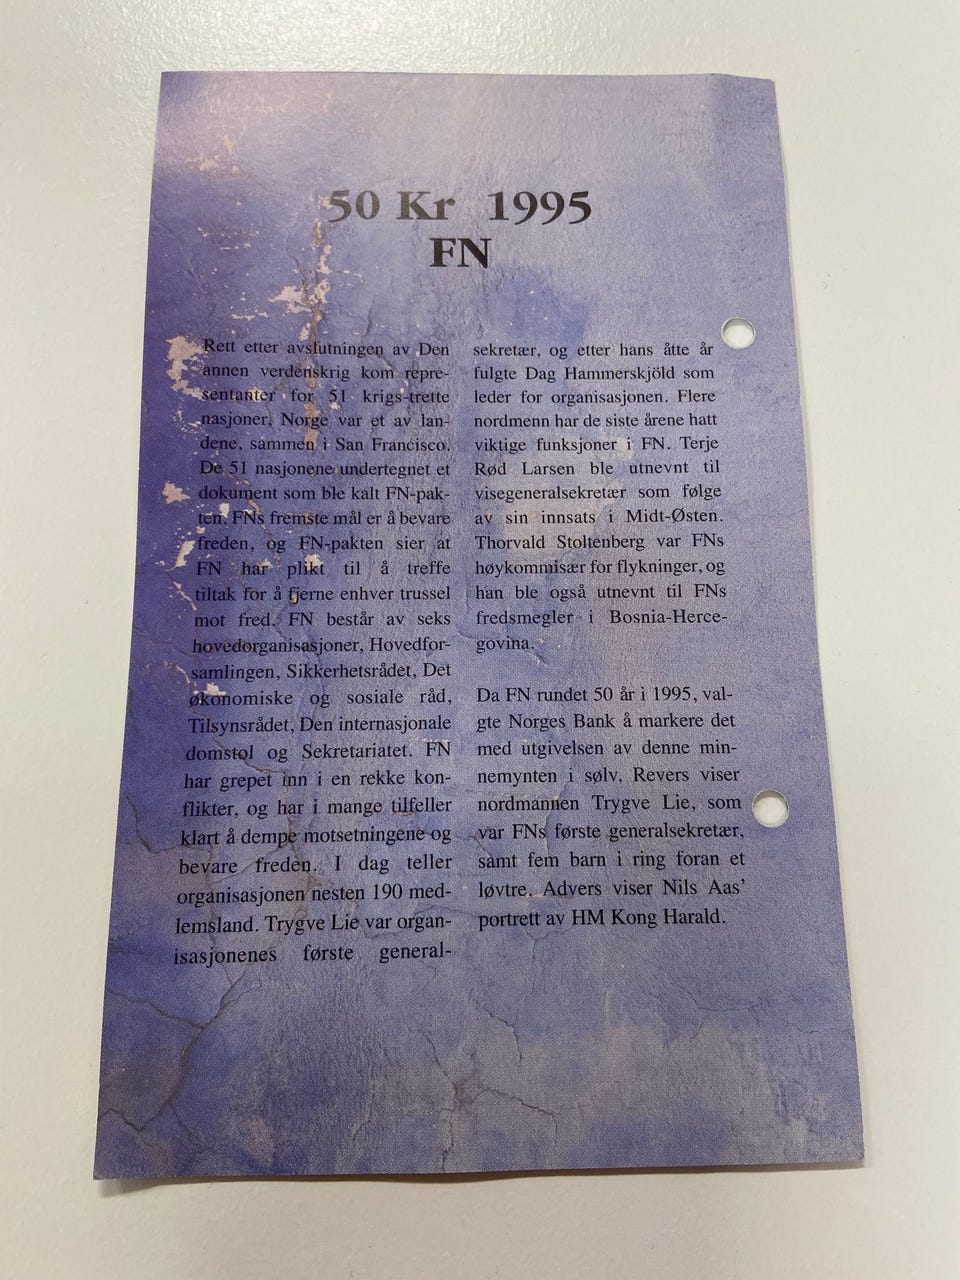 50 Kr 1995
FN
Rett etter avslutningen av Den
annen verdenskrig kom repre-
sentanter for 51 krigs-trette
nasjoner, Norge var et av lan-
dene, sammen i San Francisco.
De 51 nasjonene undertegnet et
dokument som ble kalt FN-pak-
ten. FNs fremste mål er å bevare
freden, og FN-pakten sier at
FN har plikt til å treffe
tiltak for å fjerne enhver trussel
mot fred. FN består av seks
hovedorganisasjoner, Hovedfor-
samlingen, Sikkerhetsrådet, Det
økonomiske og sosiale råd,
Tilsynsrådet, Den internasjonale
domstol og Sekretariatet. FN
har grepet inn i en rekke kon-
flikter, og har i mange tilfeller
klart å dempe motsetningene og
bevare freden. I dag teller
organisasjonen nesten 190 med-
lemsland. Trygve Lie var organ-
isasjonenes første general-
sekretær, og etter hans åtte år
fulgte Dag Hammerskjöld som
leder for organisasjonen. Flere
nordmenn har de siste årene hatt
viktige funksjoner i FN. Terje
Rød Larsen ble utnevnt til
visegeneralsekretær som følge
av sin innsats i Midt-Østen.
Thorvald Stoltenberg var FNs
høykommisær for flykninger, og
han ble også utnevnt til FNs
fredsmegler i Bosnia-Herce-
govina.
Da FN rundet 50 år i 1995, val-
gte Norges Bank å markere det
med utgivelsen av denne min-
nemynten i sølv. Revers viser
nordmannen Trygve Lie, som
var FNs første generalsekretær,
samt fem barn i ring foran et
løvtre. Advers viser Nils Aas'
portrett av HM Kong Harald.